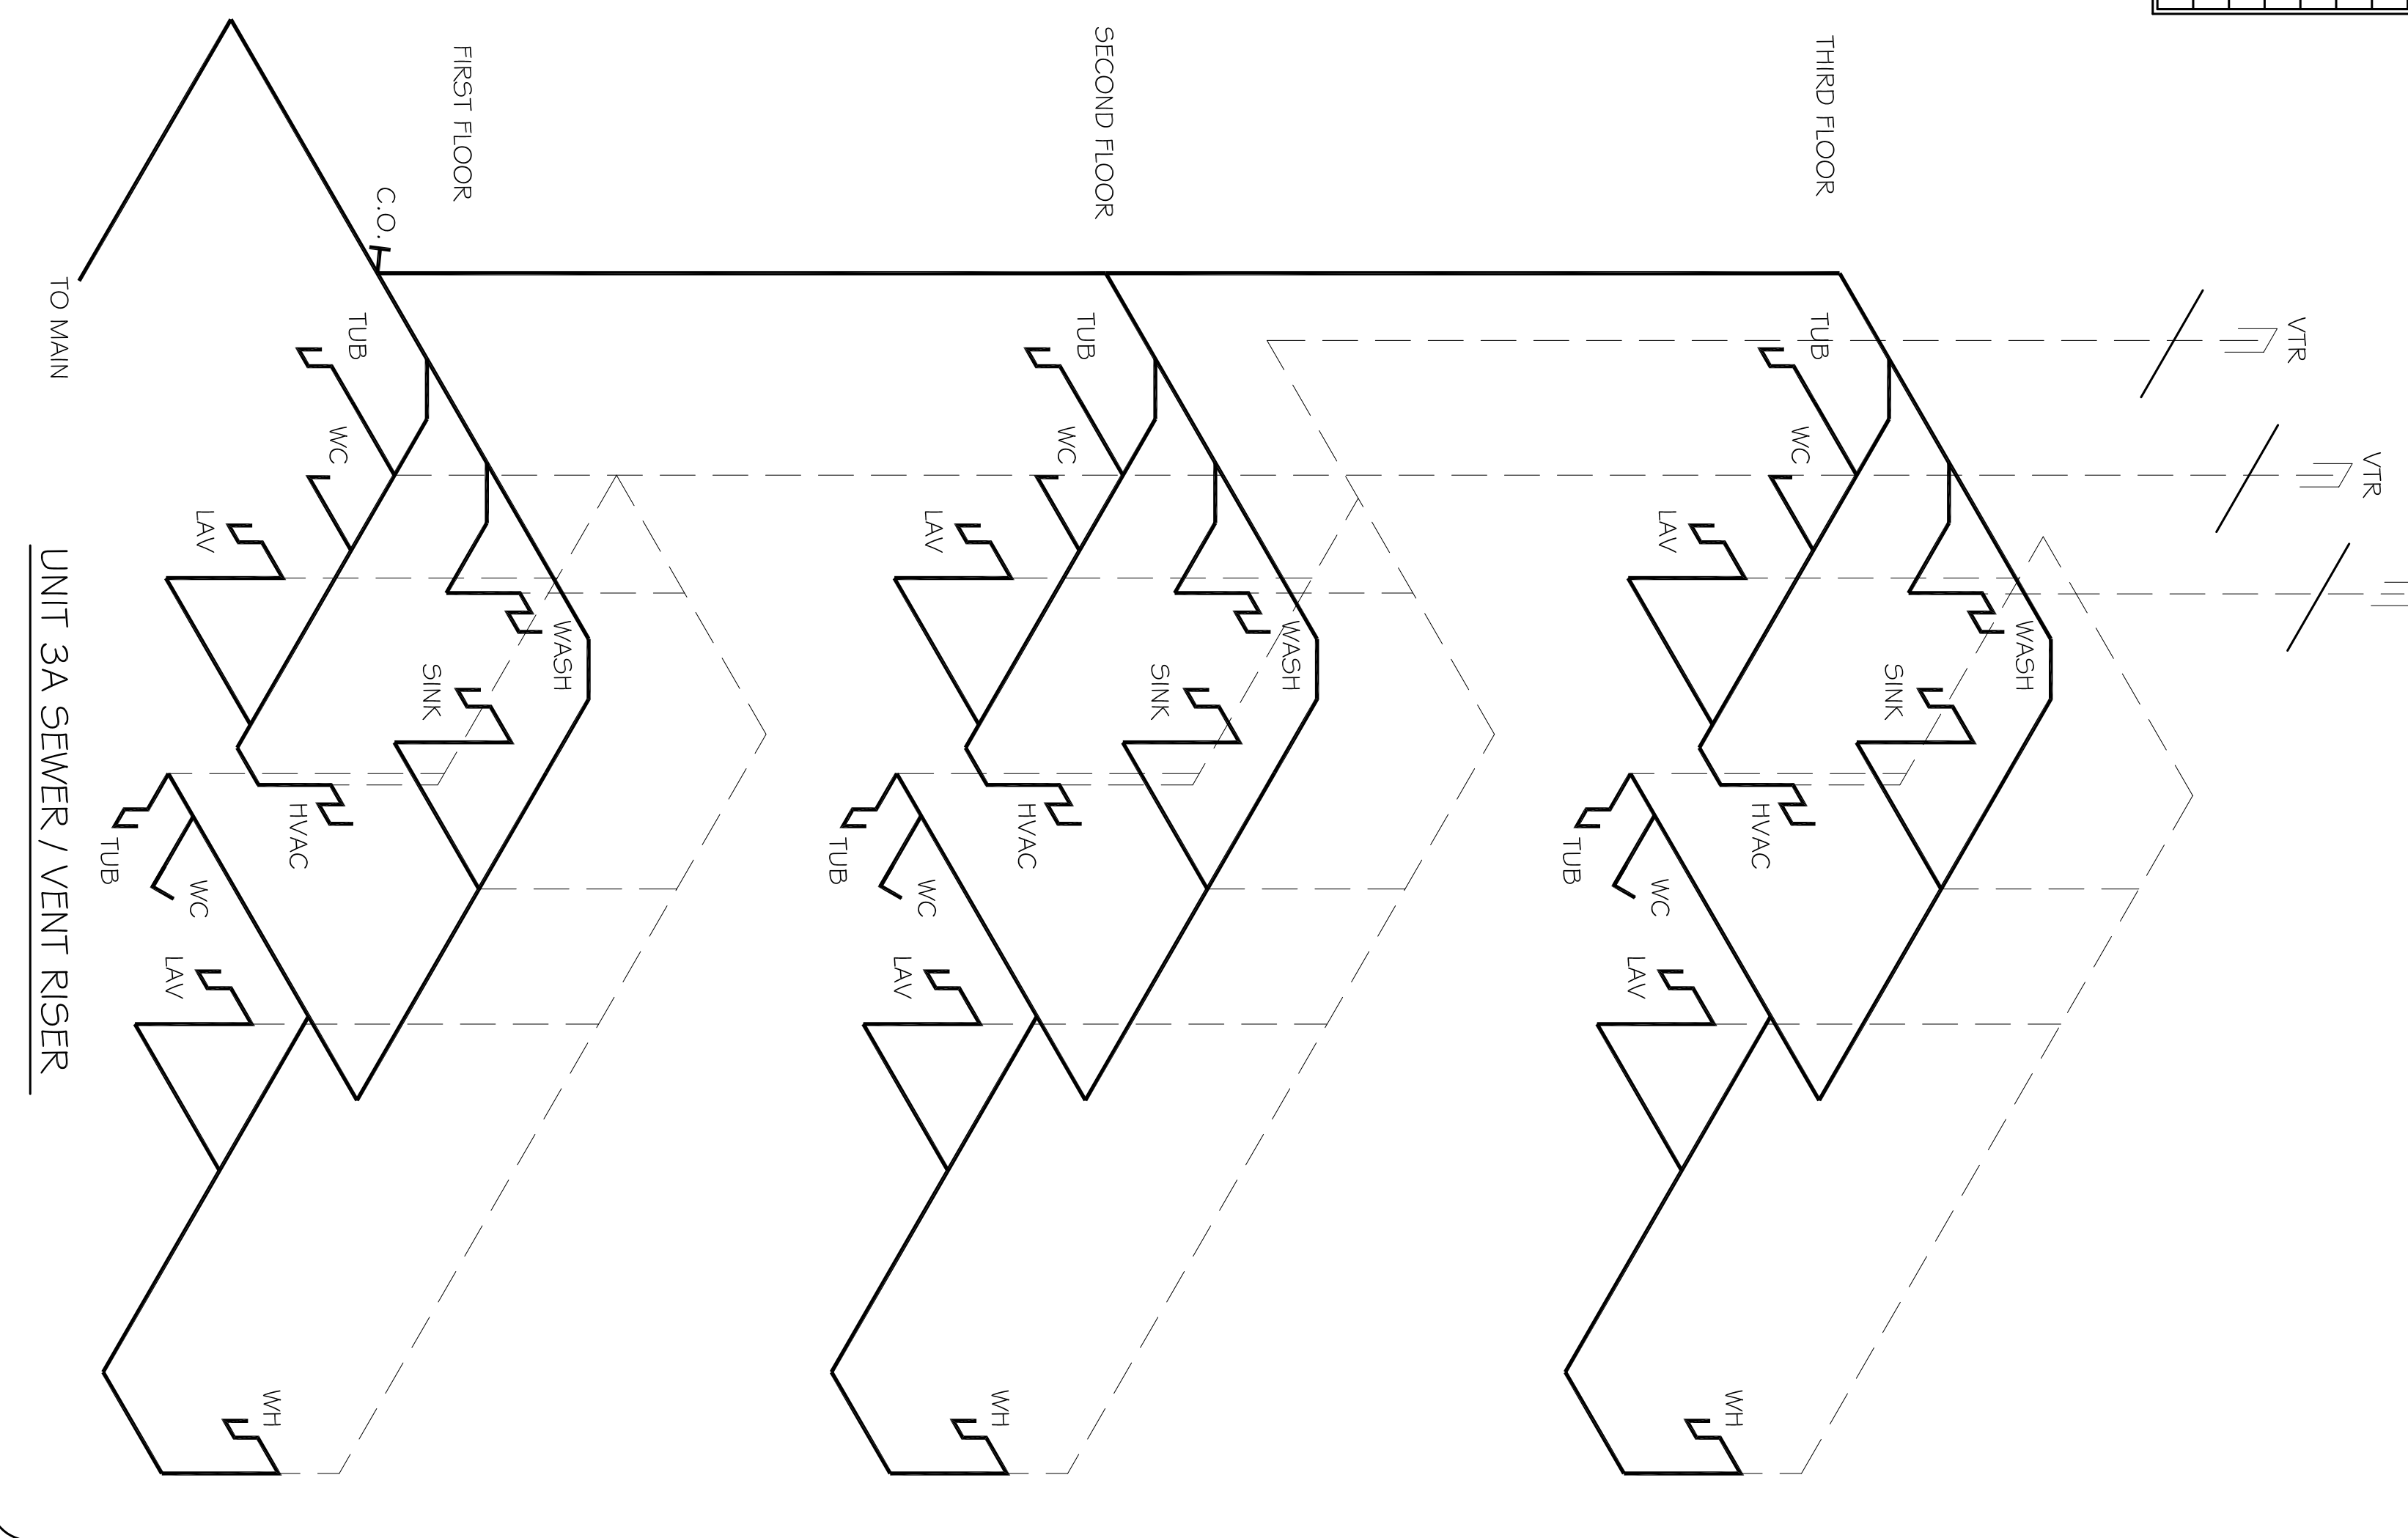 VTR
VTR
THIRD FLOOR
TUB
WC
LAV
WASH
SINK
HVAC
TUB
WC
LAV
WH
SECOND FLOOR
TUB
WC
LAV
WASH
SINK
HVAC
TUB
WC
LAV
WH
FIRST FLOOR
C.O.
TUB
WC
LAV
WASH
SINK
HVAC
TUB
WC
LAV
WH
TO MAIN
UNIT 3A SEWER / VENT RISER